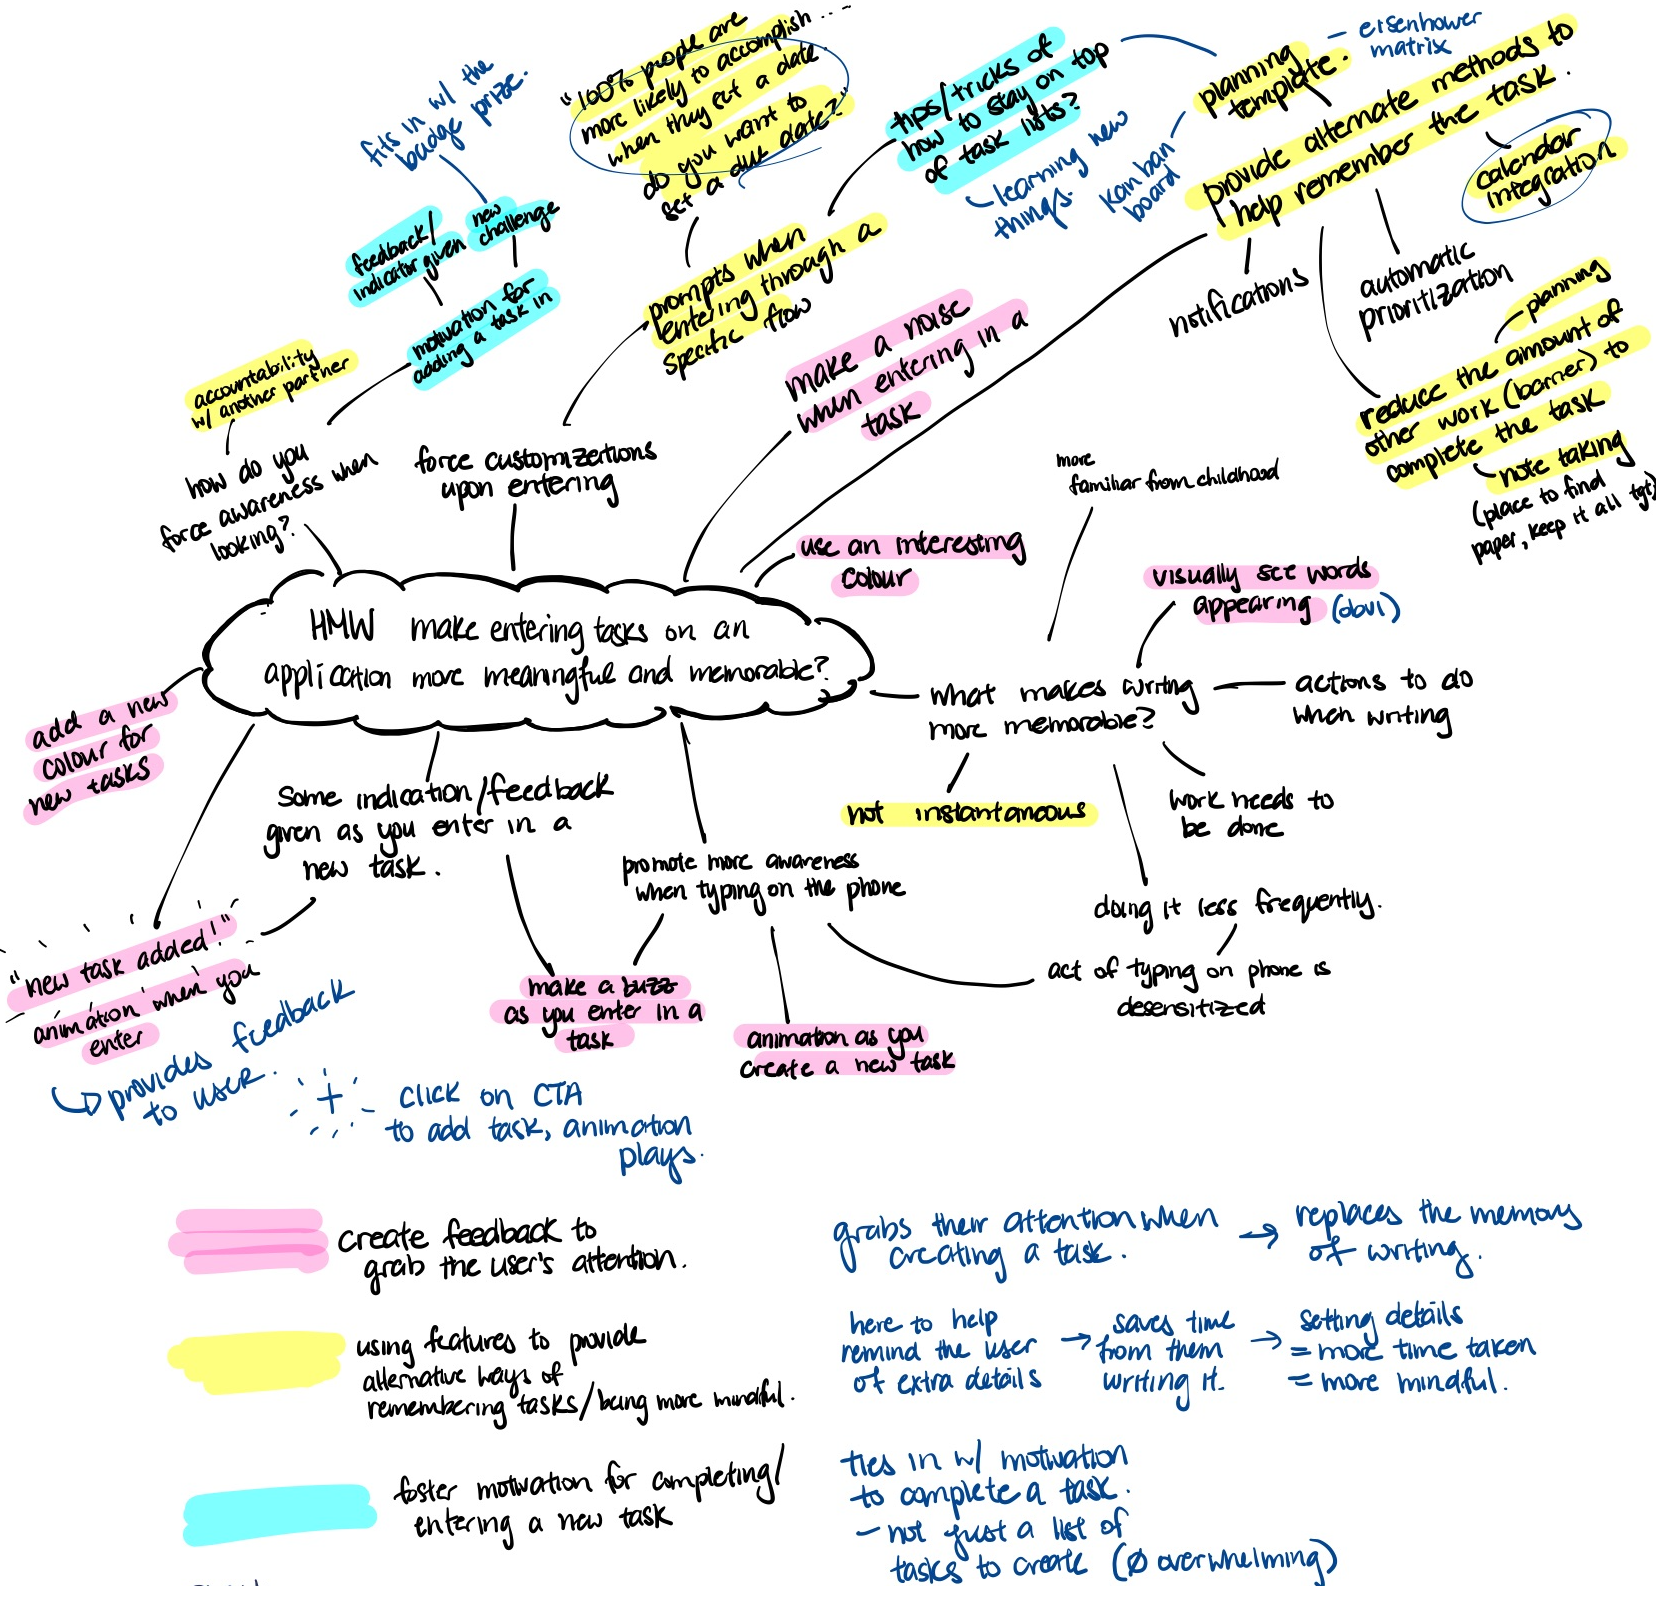 fits in w/ the
badge prize.
"100% people are
more likely to accomplish....
when they set a date.
do you want to
set a due date?"
tips/tricks of
how to stay on top
of task lists?
learning new
things.
planning
template.
– eisenhower
matrix
Kanban
board
provide alternate methods to
help remember the task.
calendar
integration
notifications
automatic
prioritization
planning
reduce the amount of
other work (barrier) to
complete the task
note taking
(place to find
paper, keep it all tgt)
feedback/
indicator given
new
challenge
motivation for
adding a task in
prompts when
entering through a
specific flow
accountability
w/ another partner
how do you
force awareness when
looking?
force customizations
upon entering
make a noise
when entering in a
task
use an interesting
colour
more
familiar from childhood
visually see words
appearing (obvi)
HMW make entering tasks on an
application more meaningful and memorable?
what makes writing
more memorable?
actions to do
when writing
not instantaneous
work needs to
be done
doing it less frequently.
act of typing on phone is
desensitized
add a new
colour for
new tasks
Some indication/feedback
given as you enter in a
new task.
promote more awareness
when typing on the phone
"new task added!"
animation when you
enter
provides feedback
to user.
make a buzz
as you enter in a
task
animation as you
create a new task
+ click on CTA
to add task, animation
plays.
create feedback to
grab the user's attention.
grabs their attention when
creating a task.
→ replaces the memory
of writing.
using features to provide
alternative ways of
remembering tasks/being more mindful.
here to help
remind the user
of extra details
→ saves time
from them
writing it.
→ setting details
= more time taken
= more mindful.
foster motivation for completing/
entering a new task
ties in w/ motivation
to complete a task.
– not just a list of
tasks to create (Ø overwhelming)